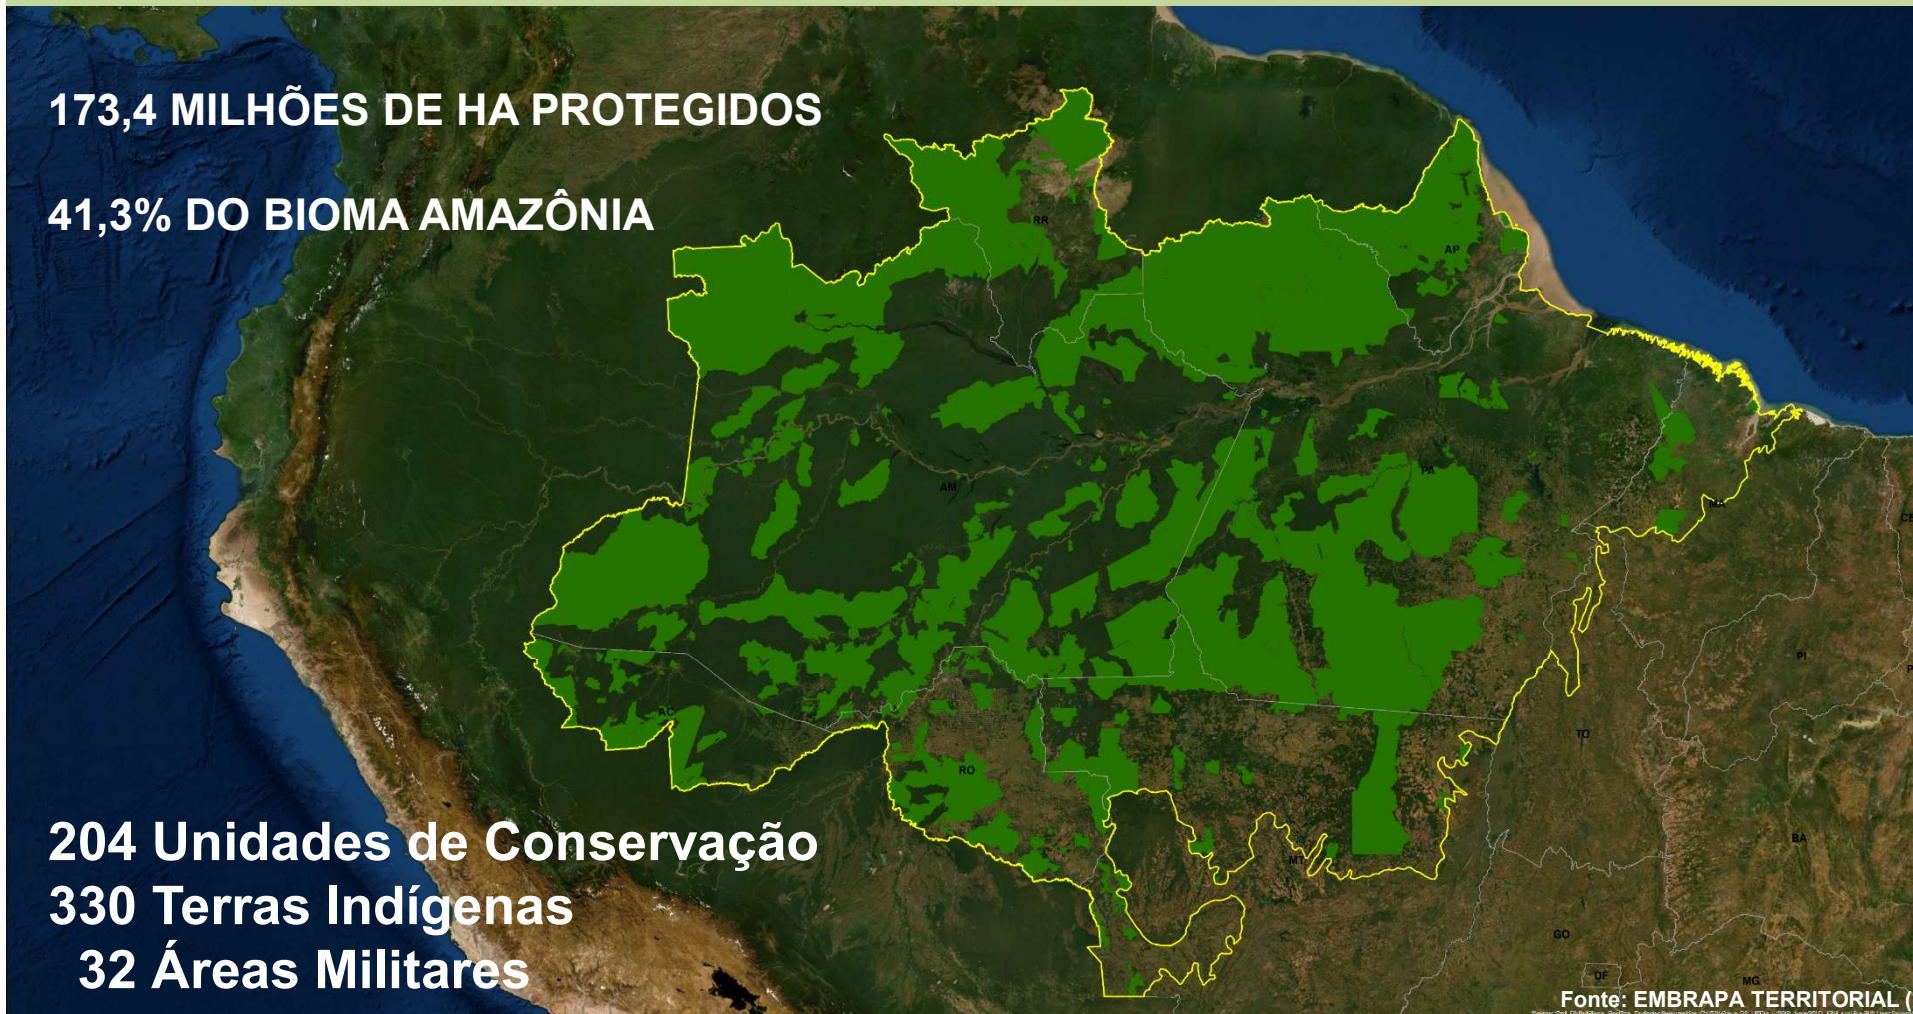 173,4 MILHÕES DE HA PROTEGIDOS
41,3% DO BIOMA AMAZÔNIA
RR
AP
AM
PA
MA
CE
AC
RO
MT
TO
PI
P
BA
GO
DF
MG
204 Unidades de Conservação
330 Terras Indígenas
32 Áreas Militares
Fonte: EMBRAPA TERRITORIAL (